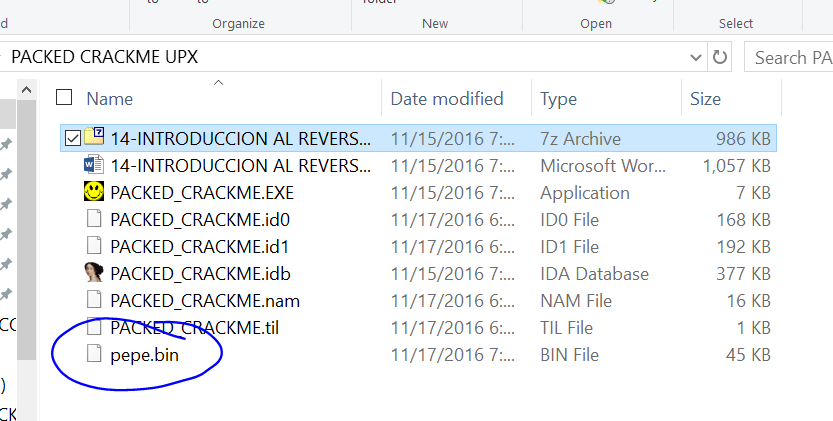 Organize New Open Select
PACKED CRACKME UPX Search PA
Name Date modified Type Size
14-INTRODUCCION AL REVERS... 11/15/2016 7:... 7z Archive 986 KB
14-INTRODUCCION AL REVERS... 11/15/2016 7:... Microsoft Wor... 1,057 KB
PACKED_CRACKME.EXE 11/15/2016 7:... Application 7 KB
PACKED_CRACKME.id0 11/17/2016 6:... ID0 File 168 KB
PACKED_CRACKME.id1 11/17/2016 6:... ID1 File 192 KB
PACKED_CRACKME.idb 11/15/2016 7:... IDA Database 377 KB
PACKED_CRACKME.nam 11/17/2016 6:... NAM File 16 KB
PACKED_CRACKME.til 11/17/2016 6:... TIL File 1 KB
pepe.bin 11/17/2016 6:... BIN File 45 KB